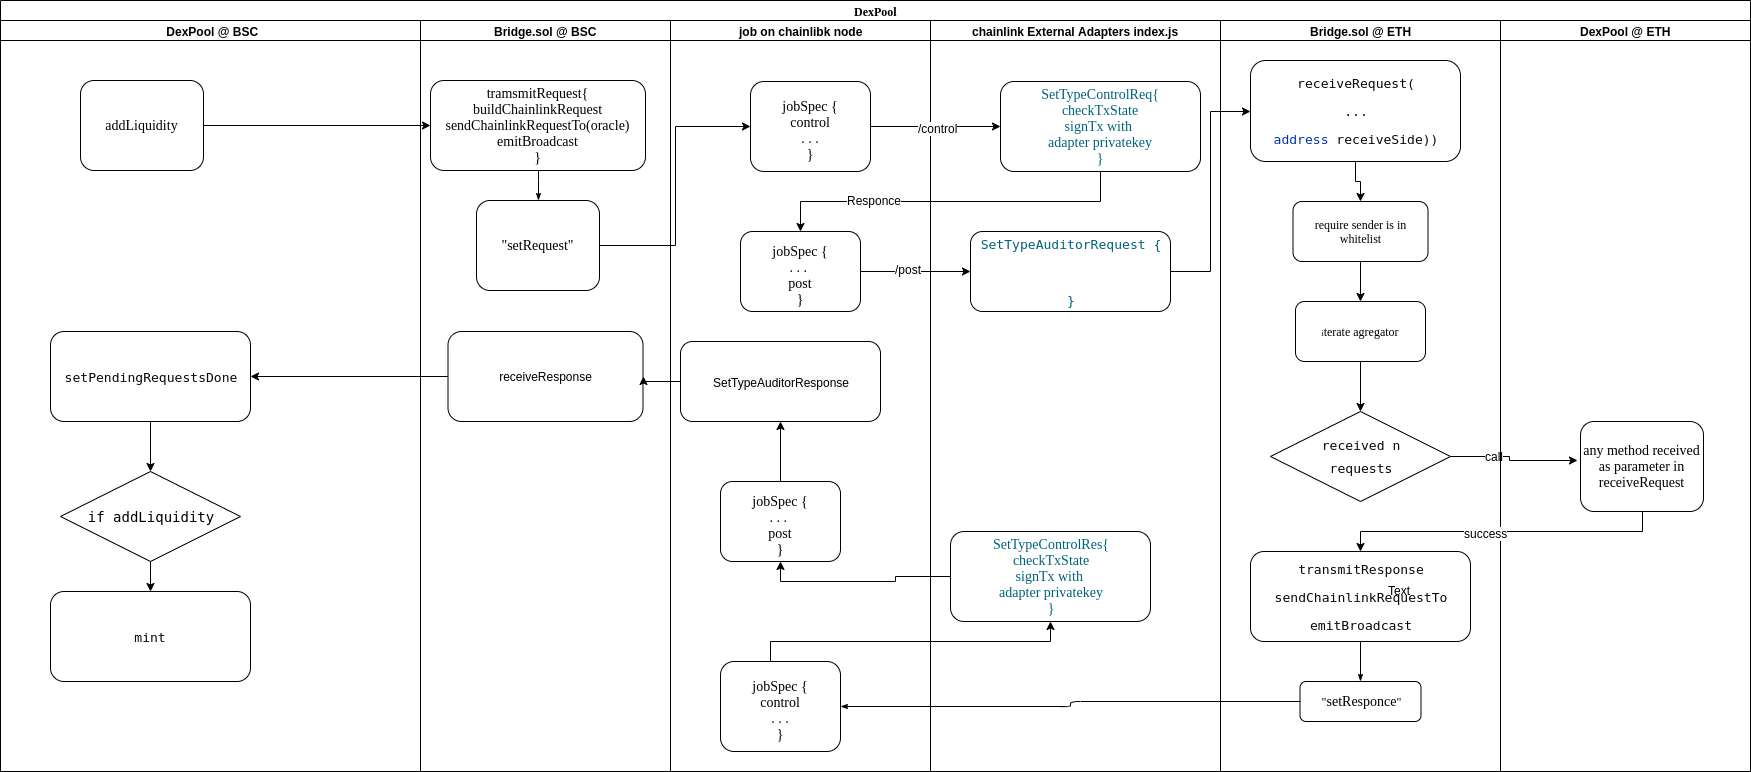 DexPool
DexPool @ BSC
Bridge.sol @ BSC
job on chainlibk node
chainlink External Adapters index.js
Bridge.sol @ ETH
DexPool @ ETH
addLiquidity
tramsmitRequest{
buildChainlinkRequest
sendChainlinkRequestTo(oracle)
emitBroadcast
}
"setRequest"
jobSpec {
control
. . .
}
/control
SetTypeControlReq{
checkTxState
signTx with
adapter privatekey
}
Responce
jobSpec {
. . .
post
}
/post
SetTypeAuditorRequest {
}
receiveRequest(
...
address receiveSide))
require sender is in
whitelist
iterate agregator
received n
requests
call
any method received
as parameter in
receiveRequest
success
transmitResponse
Text
sendChainlinkRequestTo
emitBroadcast
"setResponce"
jobSpec {
control
. . .
}
SetTypeControlRes{
checkTxState
signTx with
adapter privatekey
}
jobSpec {
. . .
post
}
SetTypeAuditorResponse
receiveResponse
setPendingRequestsDone
if addLiquidity
mint